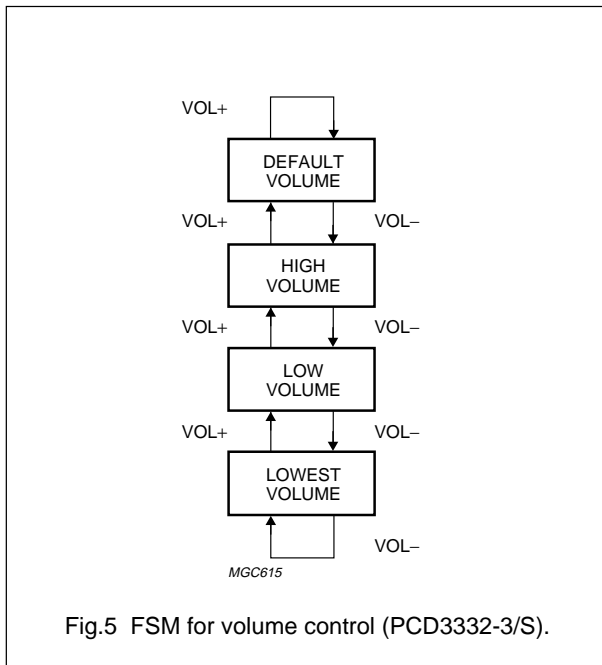 VOL+
DEFAULT
VOLUME
VOL+ VOL−
HIGH
VOLUME
VOL+ VOL−
LOW
VOLUME
VOL+ VOL−
LOWEST
VOLUME
VOL−
MGC615
Fig.5 FSM for volume control (PCD3332-3/S).